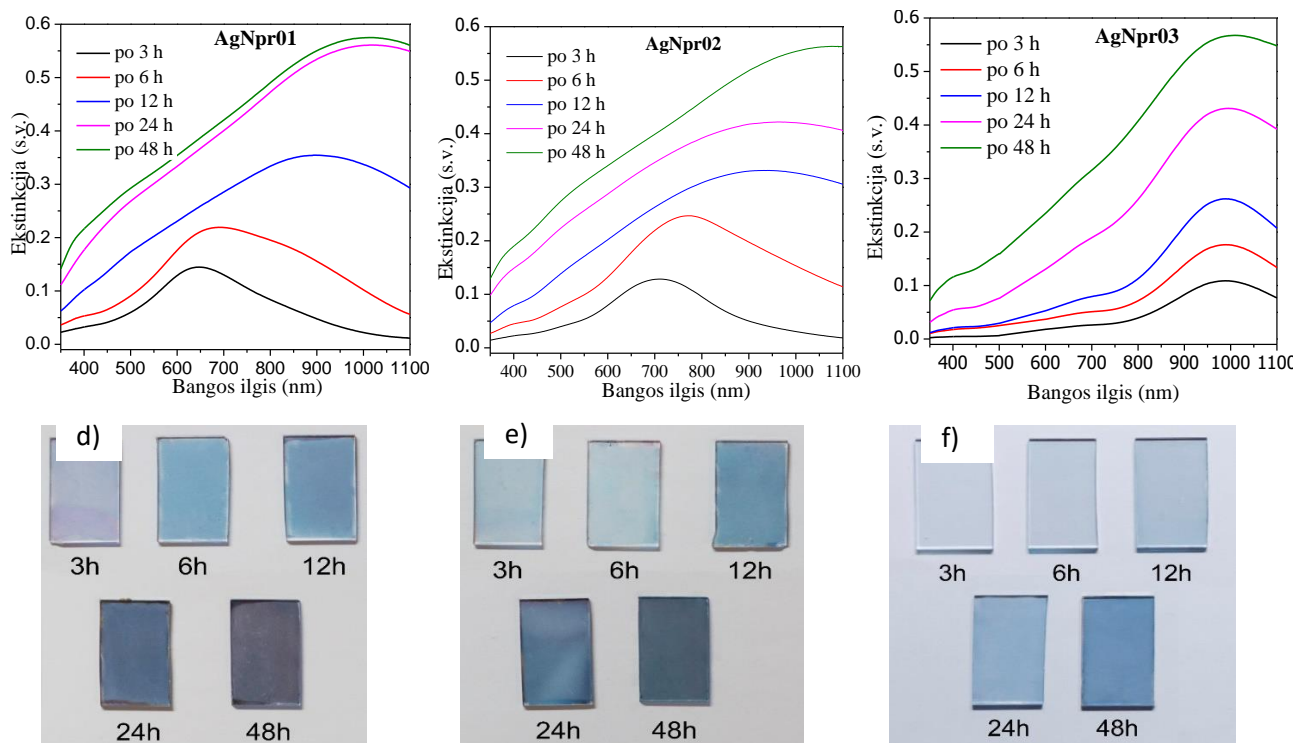 AgNpr01
po 3 h
po 6 h
po 12 h
po 24 h
po 48 h
Ekstinkcija (s.v.)
0.6
0.5
0.4
0.3
0.2
0.1
0.0
400 500 600 700 800 900 1000 1100
Bangos ilgis (nm)
AgNpr02
po 3 h
po 6 h
po 12 h
po 24 h
po 48 h
Ekstinkcija (s.v.)
0.6
0.5
0.4
0.3
0.2
0.1
0.0
400 500 600 700 800 900 1000 1100
Bangos ilgis (nm)
AgNpr03
po 3 h
po 6 h
po 12 h
po 24 h
po 48 h
Ekstinkcija (s.v.)
0.6
0.5
0.4
0.3
0.2
0.1
0.0
400 500 600 700 800 900 1000 1100
Bangos ilgis (nm)
d)
3h 6h 12h
24h 48h
e)
3h 6h 12h
24h 48h
f)
3h 6h 12h
24h 48h